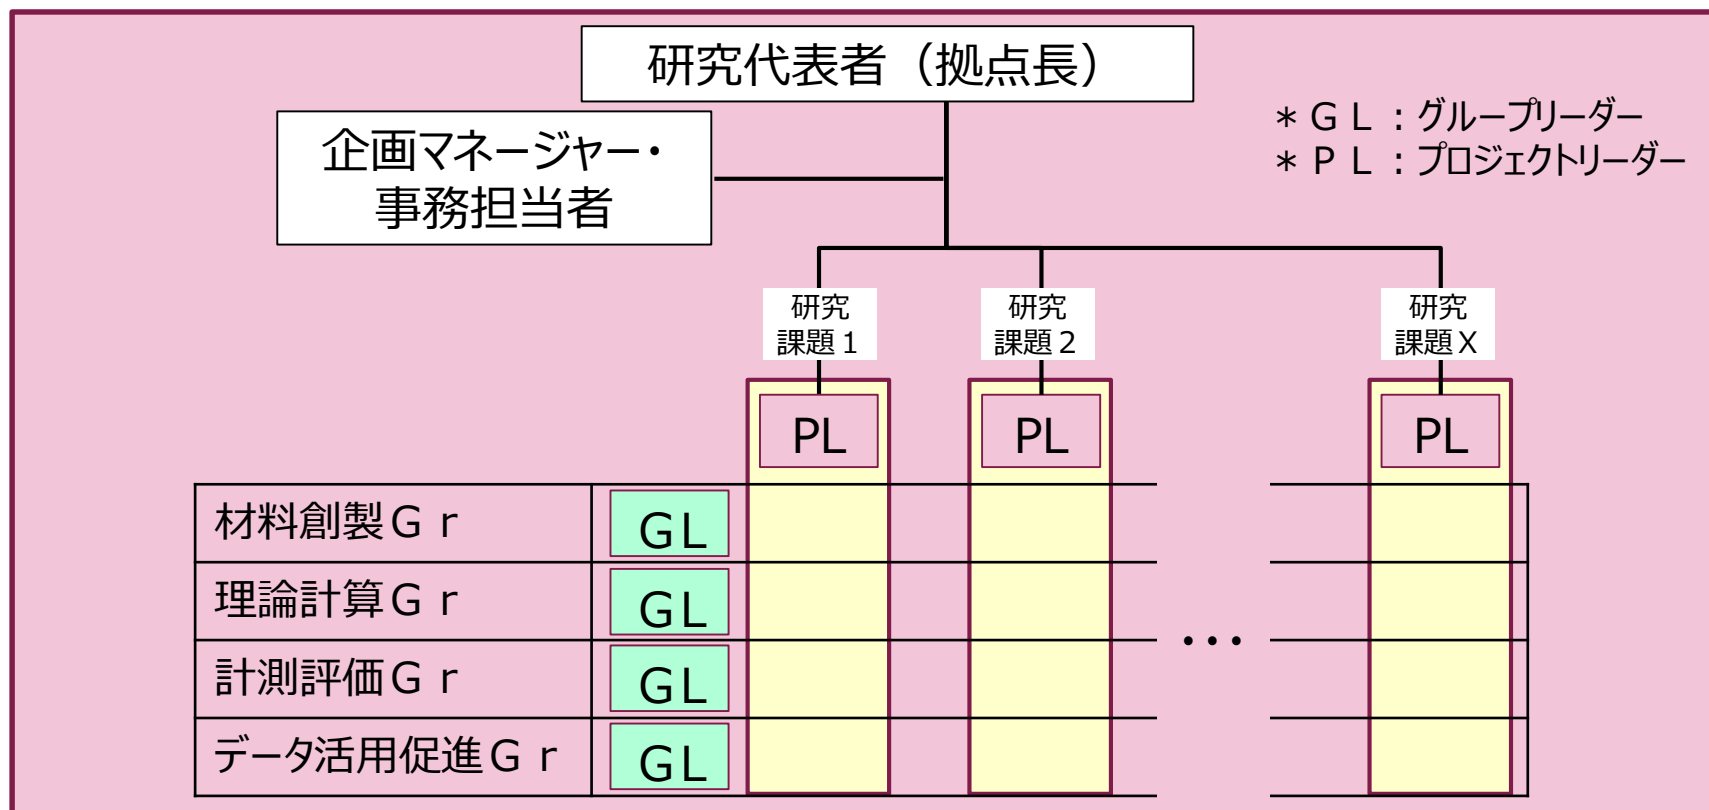 研究代表者（拠点長）
企画マネージャー・
事務担当者
＊ＧＬ：グループリーダー
＊ＰＬ：プロジェクトリーダー
研究
課題１
研究
課題２
研究
課題Ｘ
PL
PL
PL
材料創製Ｇｒ
GL
理論計算Ｇｒ
GL
…
計測評価Ｇｒ
GL
データ活用促進Ｇｒ
GL